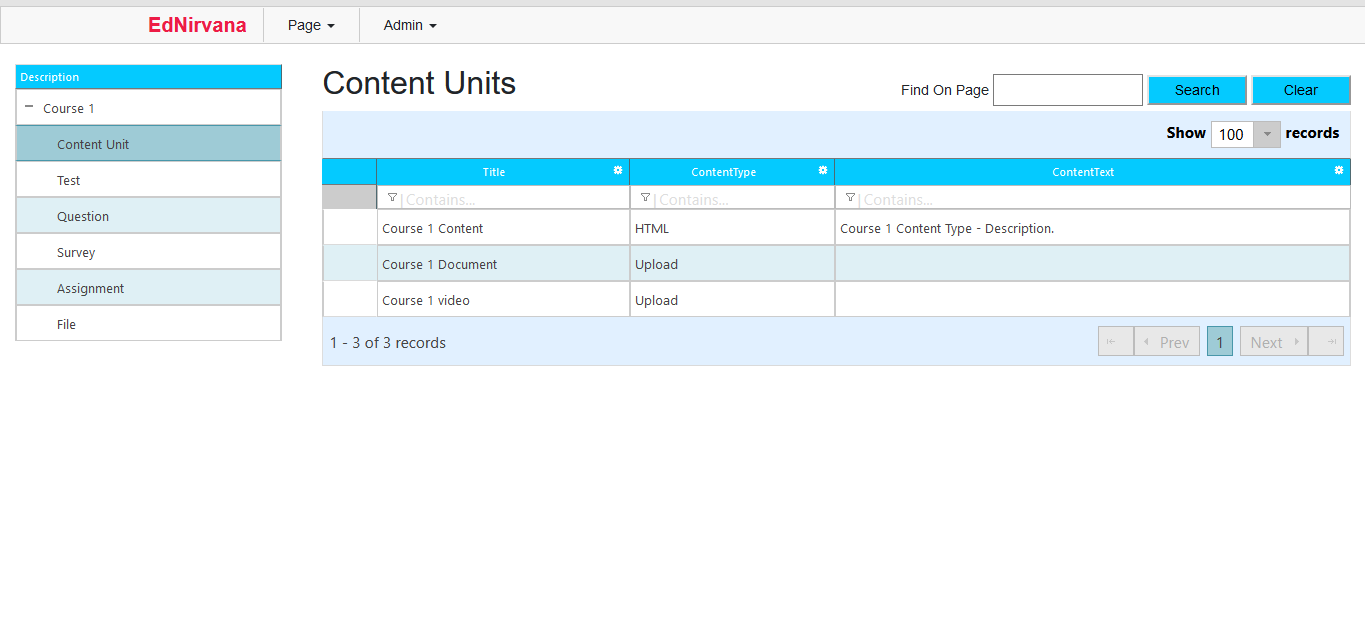 EdNirvana Page Admin
Description
Course 1
Content Unit
Test
Question
Survey
Assignment
File
Content Units
Find On Page Search Clear
Show 100 records
Title ContentType ContentText
Contains... Contains... Contains...
Course 1 Content HTML Course 1 Content Type - Description.
Course 1 Document Upload
Course 1 video Upload
1 - 3 of 3 records Prev 1 Next